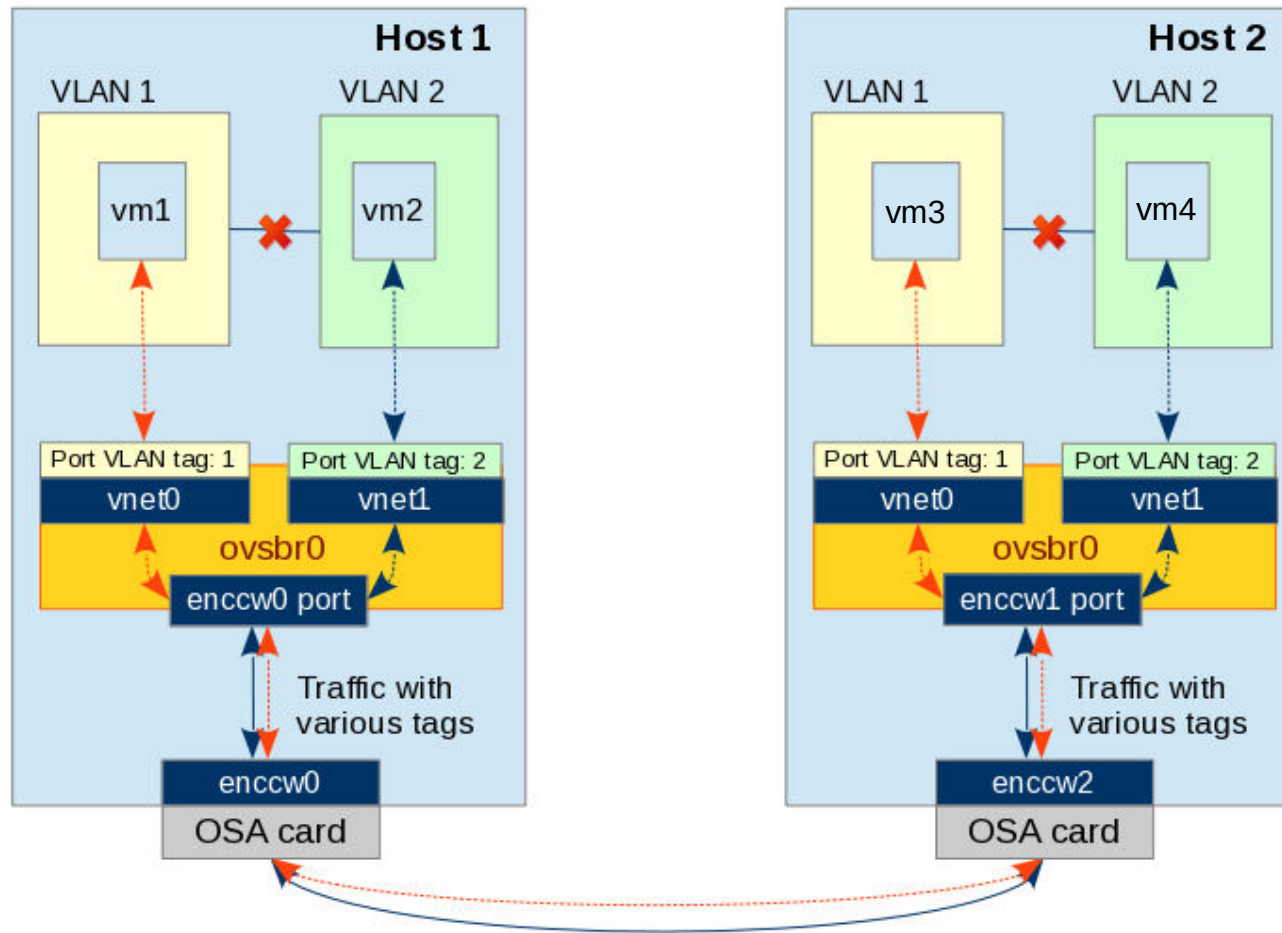 Host 1
VLAN 1
VLAN 2
vm1
vm2
Port VLAN tag: 1
Port VLAN tag: 2
vnet0
vnet1
ovsbr0
enccw0 port
Traffic with
various tags
enccw0
OSA card
Host 2
VLAN 1
VLAN 2
vm3
vm4
Port VLAN tag: 1
Port VLAN tag: 2
vnet0
vnet1
ovsbr0
enccw1 port
Traffic with
various tags
enccw2
OSA card